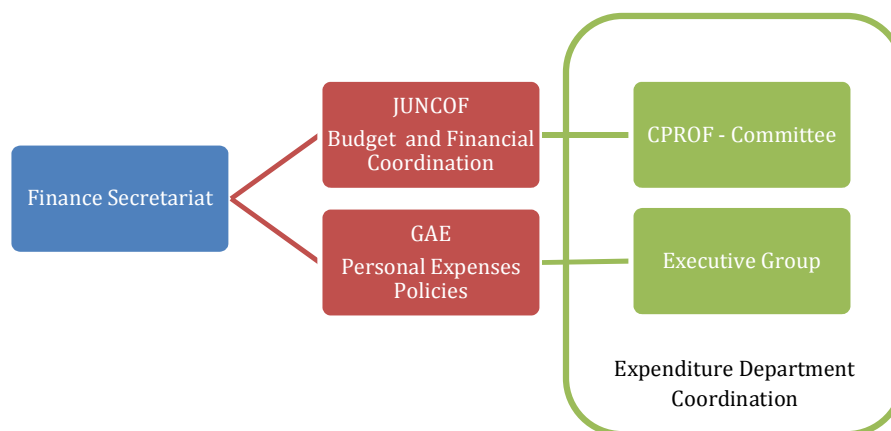 Finance Secretariat
JUNCOF
Budget and Financial
Coordination
GAE
Personal Expenses
Policies
CPROF - Committee
Executive Group
Expenditure Department
Coordination